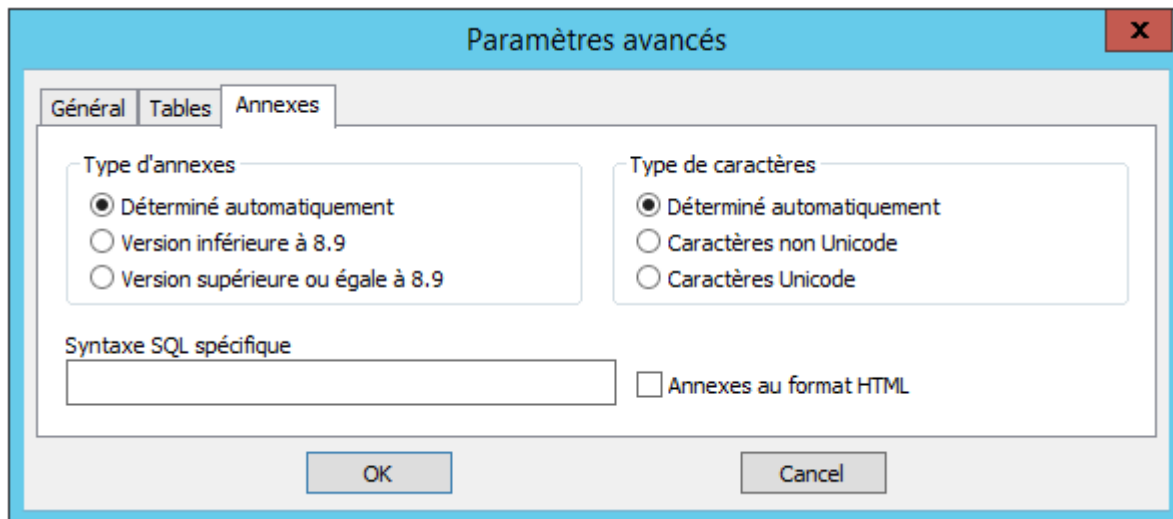 Paramètres avancés
x
Général Tables Annexes
Type d'annexes
Déterminé automatiquement
Version inférieure à 8.9
Version supérieure ou égale à 8.9
Type de caractères
Déterminé automatiquement
Caractères non Unicode
Caractères Unicode
Syntaxe SQL spécifique
Annexes au format HTML
OK
Cancel